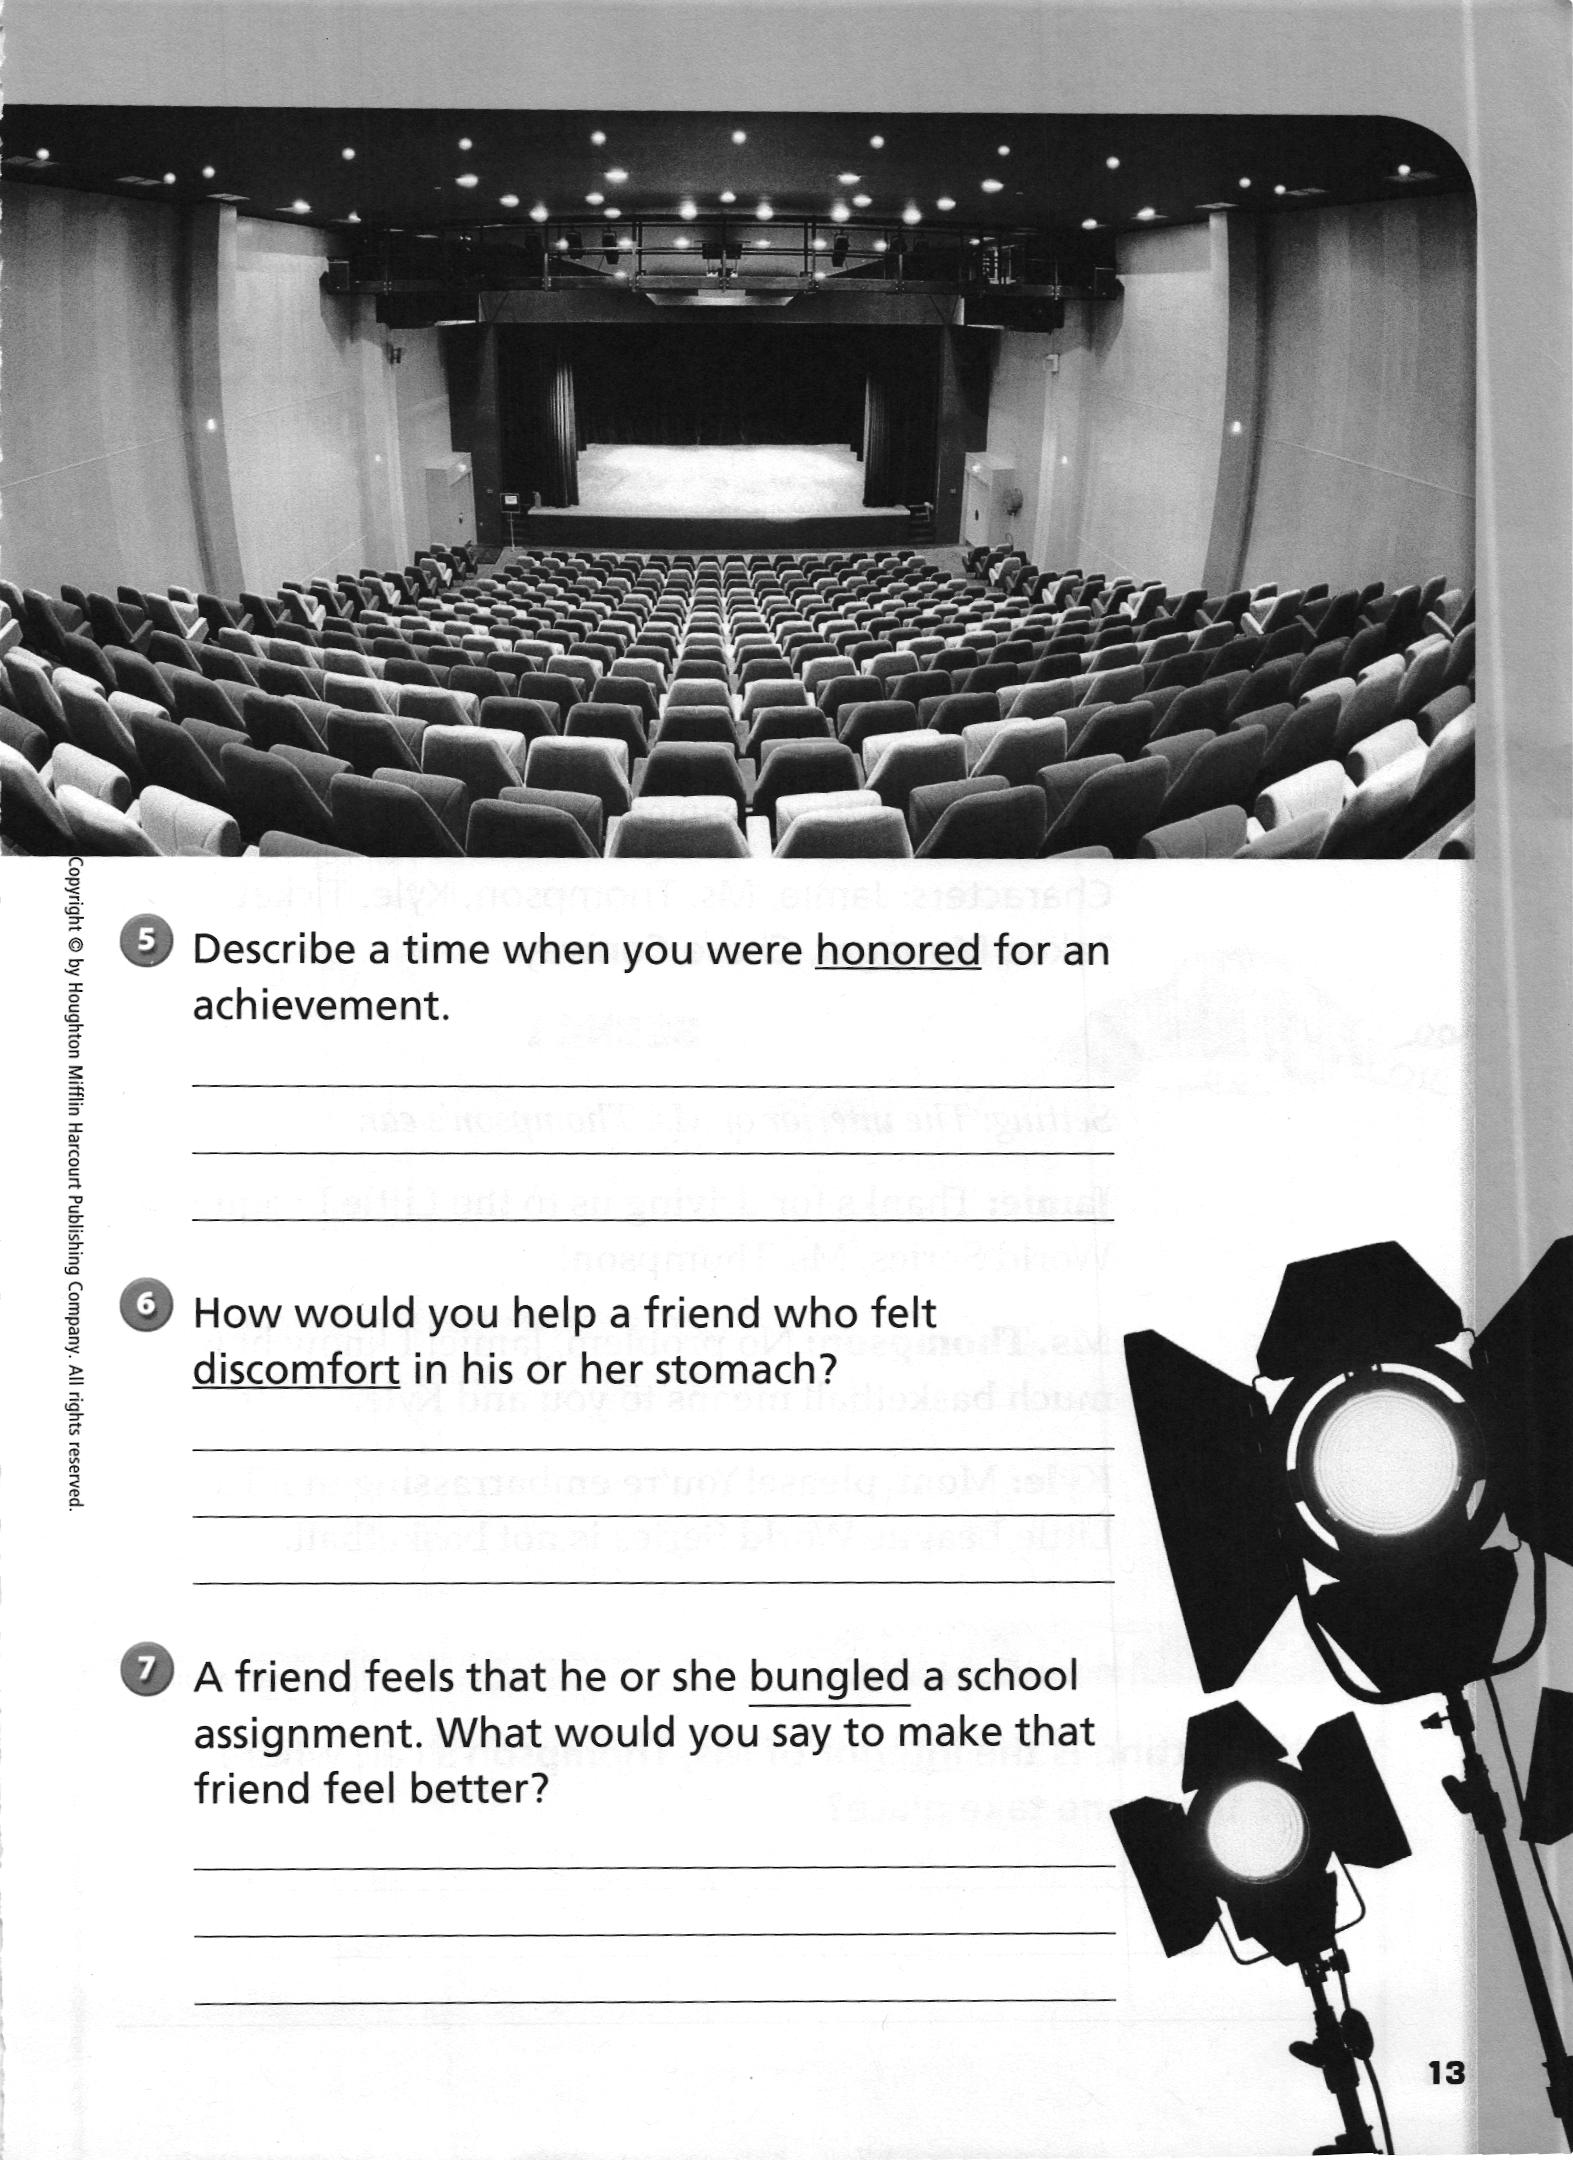 5 Describe a time when you were honored for an
achievement.
6 How would you help a friend who felt
discomfort in his or her stomach?
7 A friend feels that he or she bungled a school
assignment. What would you say to make that
friend feel better?
Copyright © by Houghton Mifflin Harcourt Publishing Company. All rights reserved.
13